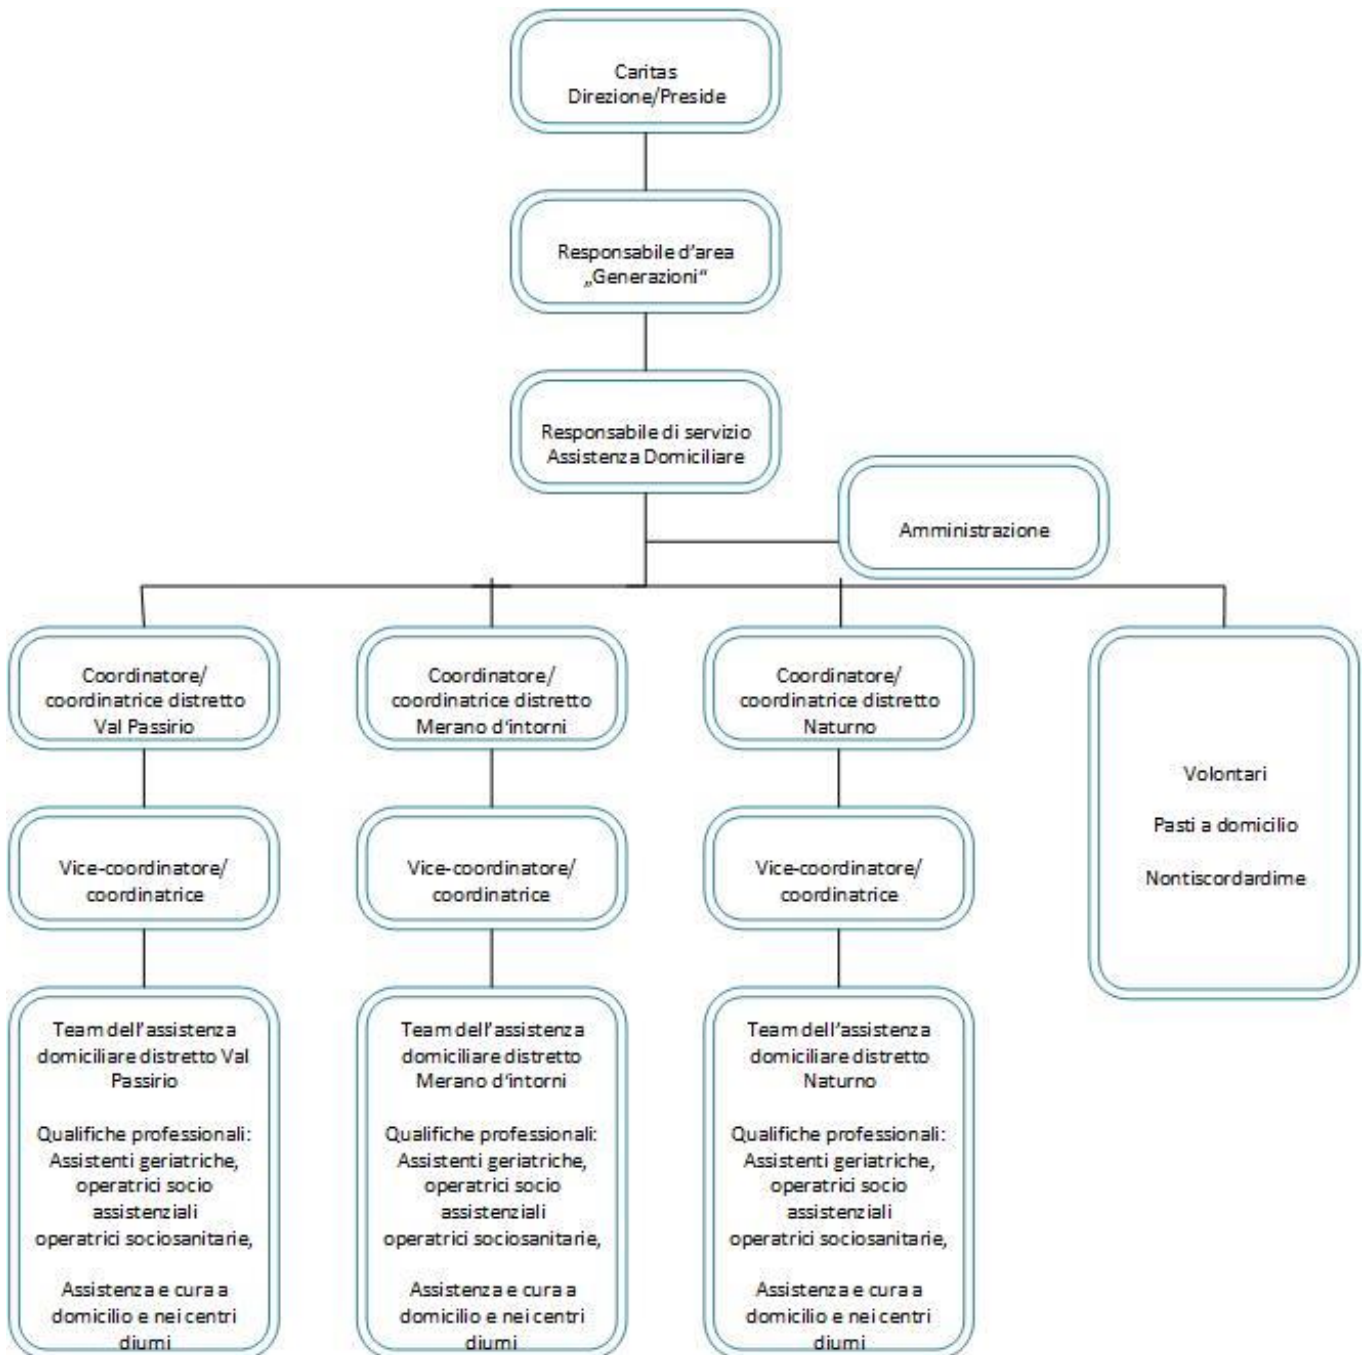 Caritas
Direzione/Preside
Responsabile d'area
„Generazioni“
Responsabile di servizio
Assistenza Domiciliare
Amministrazione
Coordinatore/
coordinatrice distretto
Val Passirio
Coordinatore/
coordinatrice distretto
Merano d'intorni
Coordinatore/
coordinatrice distretto
Naturno
Volontari
Pasti a domicilio
Nontiscordardime
Vice-coordinatore/
coordinatrice
Vice-coordinatore/
coordinatrice
Vice-coordinatore/
coordinatrice
Team dell'assistenza
domiciliare distretto Val
Passirio
Qualifiche professionali:
Assistenti geriatriche,
operatrici socio
assistenziali
operatrici sociosanitarie,
Assistenza e cura a
domicilio e nei centri
diurni
Team dell'assistenza
domiciliare distretto
Merano d'intorni
Qualifiche professionali:
Assistenti geriatriche,
operatrici socio
assistenziali
operatrici sociosanitarie,
Assistenza e cura a
domicilio e nei centri
diurni
Team dell'assistenza
domiciliare distretto
Naturno
Qualifiche professionali:
Assistenti geriatriche,
operatrici socio
assistenziali
operatrici sociosanitarie,
Assistenza e cura a
domicilio e nei centri
diurni